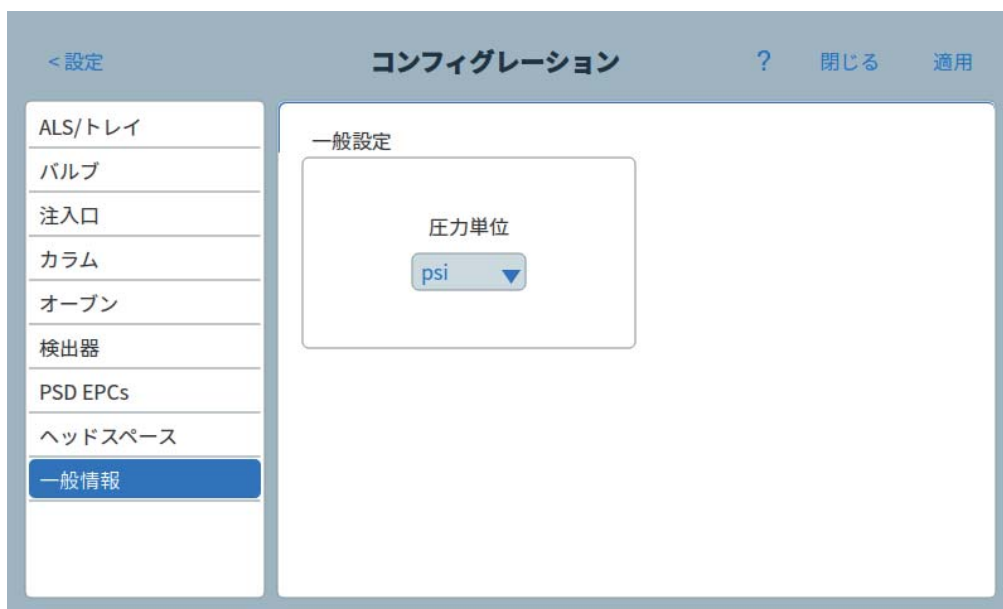 <設定 コンフィグレーション ? 閉じる 適用
ALS/トレイ
バルブ
注入口
カラム
オーブン
検出器
PSD EPCs
ヘッドスペース
一般情報
一般設定
圧力単位
psi